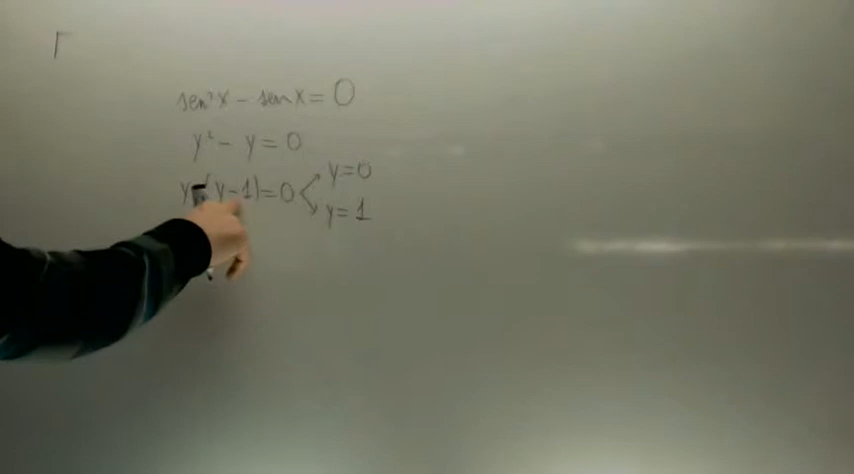 sen²x - sen x = 0
y² - y = 0
y·(y-1)=0 y=0
y=1